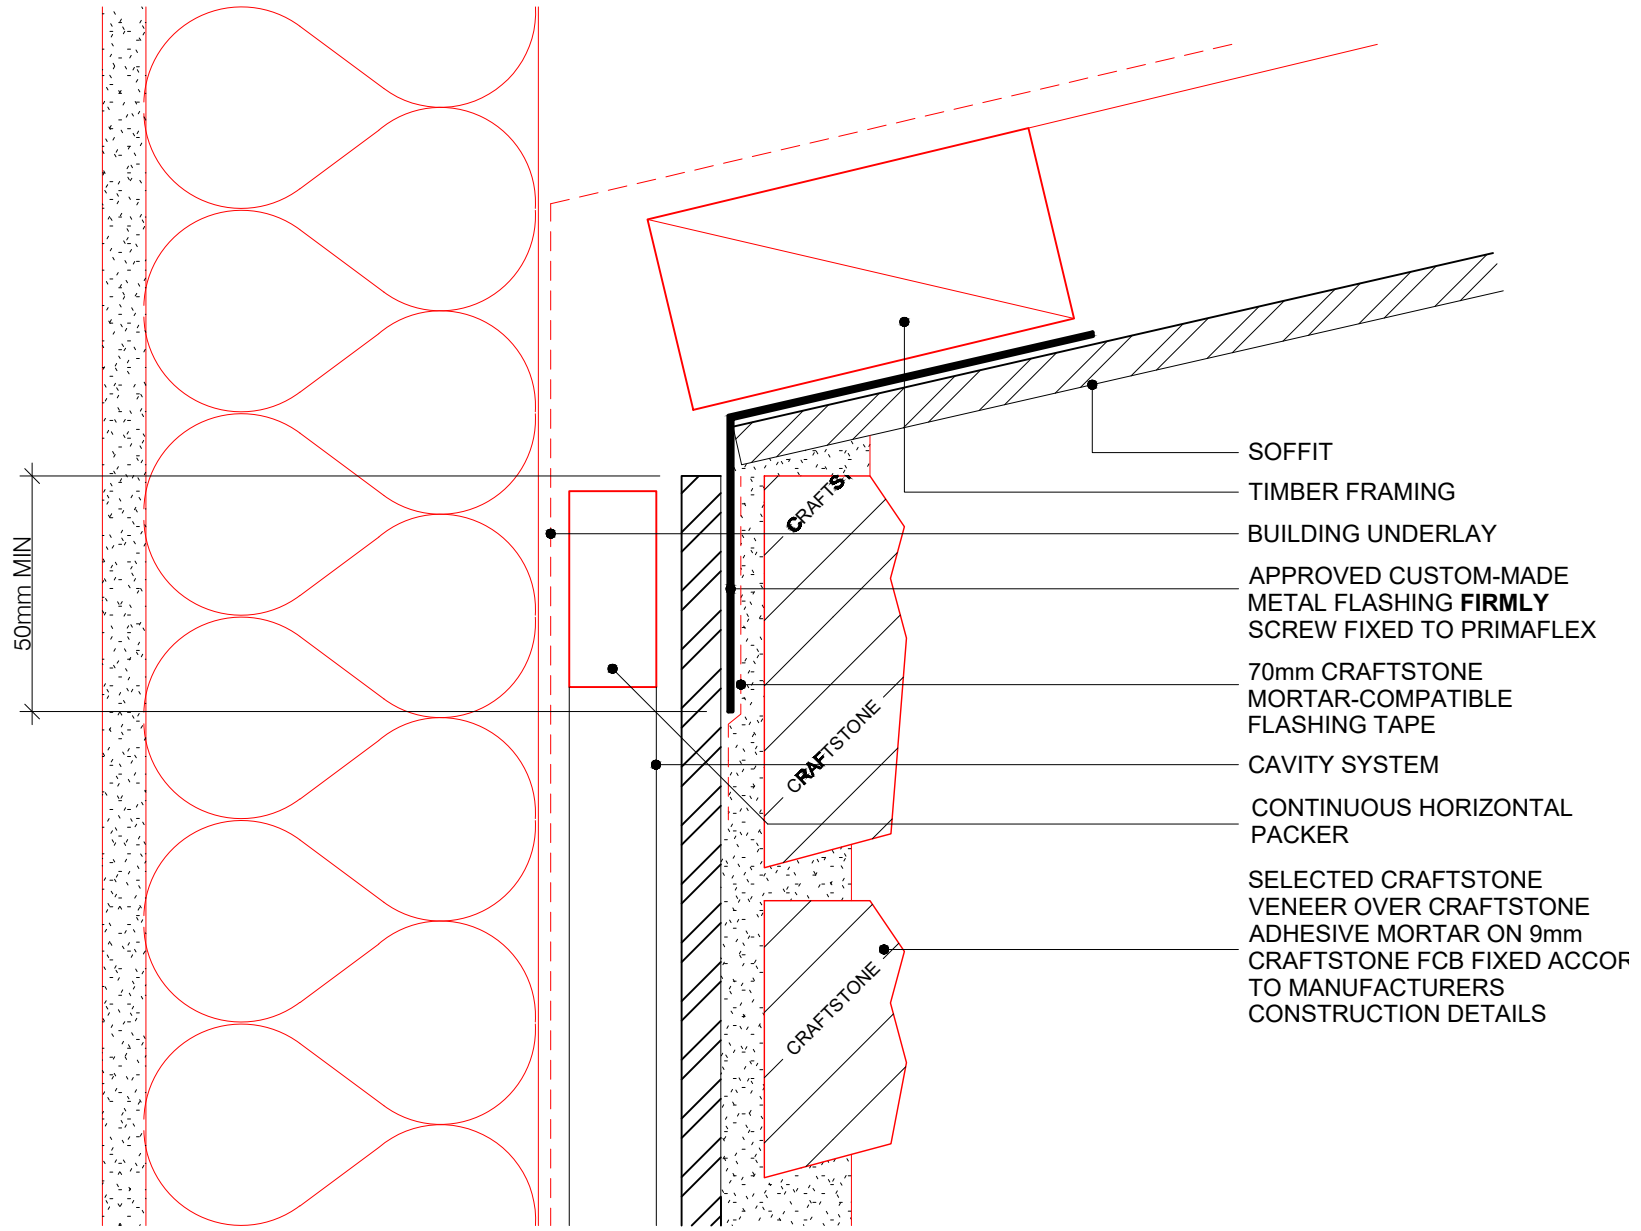 SOFFIT
TIMBER FRAMING
BUILDING UNDERLAY
APPROVED CUSTOM-MADE
METAL FLASHING FIRMLY
SCREW FIXED TO PRIMAFLEX
70mm CRAFTSTONE
MORTAR-COMPATIBLE
FLASHING TAPE
CAVITY SYSTEM
CONTINUOUS HORIZONTAL
PACKER
SELECTED CRAFTSTONE
VENEER OVER CRAFTSTONE
ADHESIVE MORTAR ON 9mm
CRAFTSTONE FCB FIXED ACCOR
TO MANUFACTURERS
CONSTRUCTION DETAILS
50mm MIN
CRAFTST
CRAFTSTONE
CRAFTSTONE